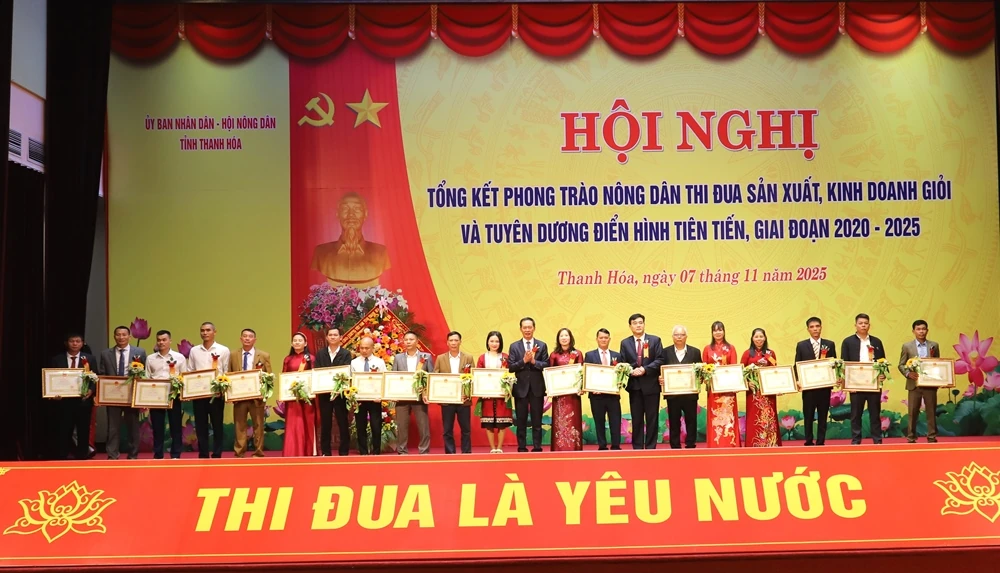 ỦY BAN NHÂN DÂN - HỘI NÔNG DÂN
TỈNH THANH HÓA
HỘI NGHỊ
TỔNG KẾT PHONG TRÀO NÔNG DÂN THI ĐUA SẢN XUẤT, KINH DOANH GIỎI
VÀ TUYÊN DƯƠNG ĐIỂN HÌNH TIÊN TIẾN, GIAI ĐOẠN 2020 - 2025
Thanh Hóa, ngày 07 tháng 11 năm 2025
THI ĐUA LÀ YÊU NƯỚC